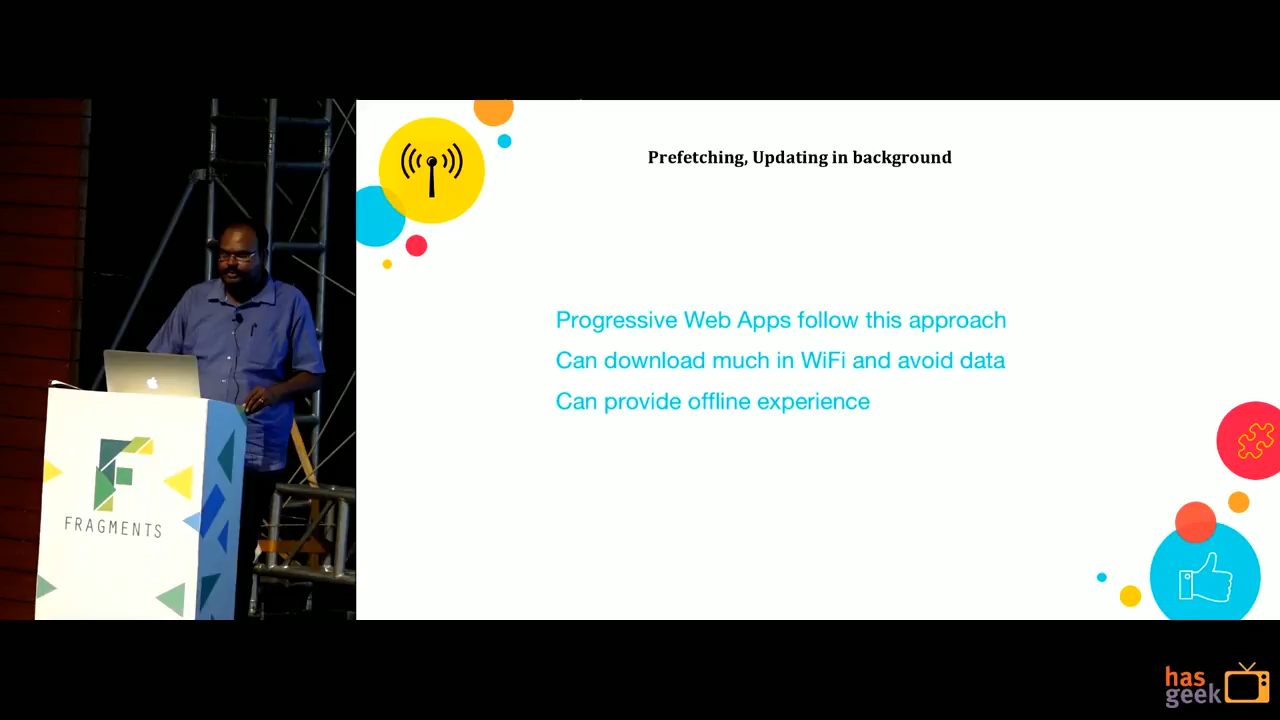 Prefetching, Updating in background
Progressive Web Apps follow this approach
Can download much in WiFi and avoid data
Can provide offline experience
FRAGMENTS
has
geek